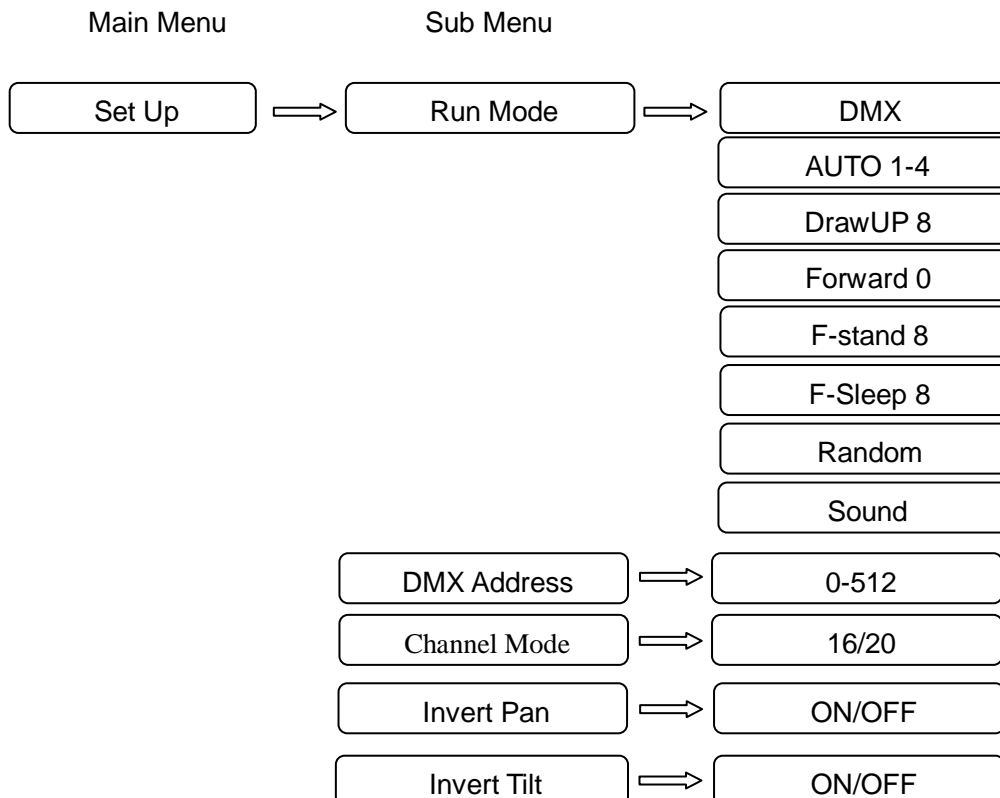 Main Menu Sub Menu
Set Up Run Mode DMX
AUTO 1-4
DrawUP 8
Forward 0
F-stand 8
F-Sleep 8
Random
Sound
DMX Address 0-512
Channel Mode 16/20
Invert Pan ON/OFF
Invert Tilt ON/OFF